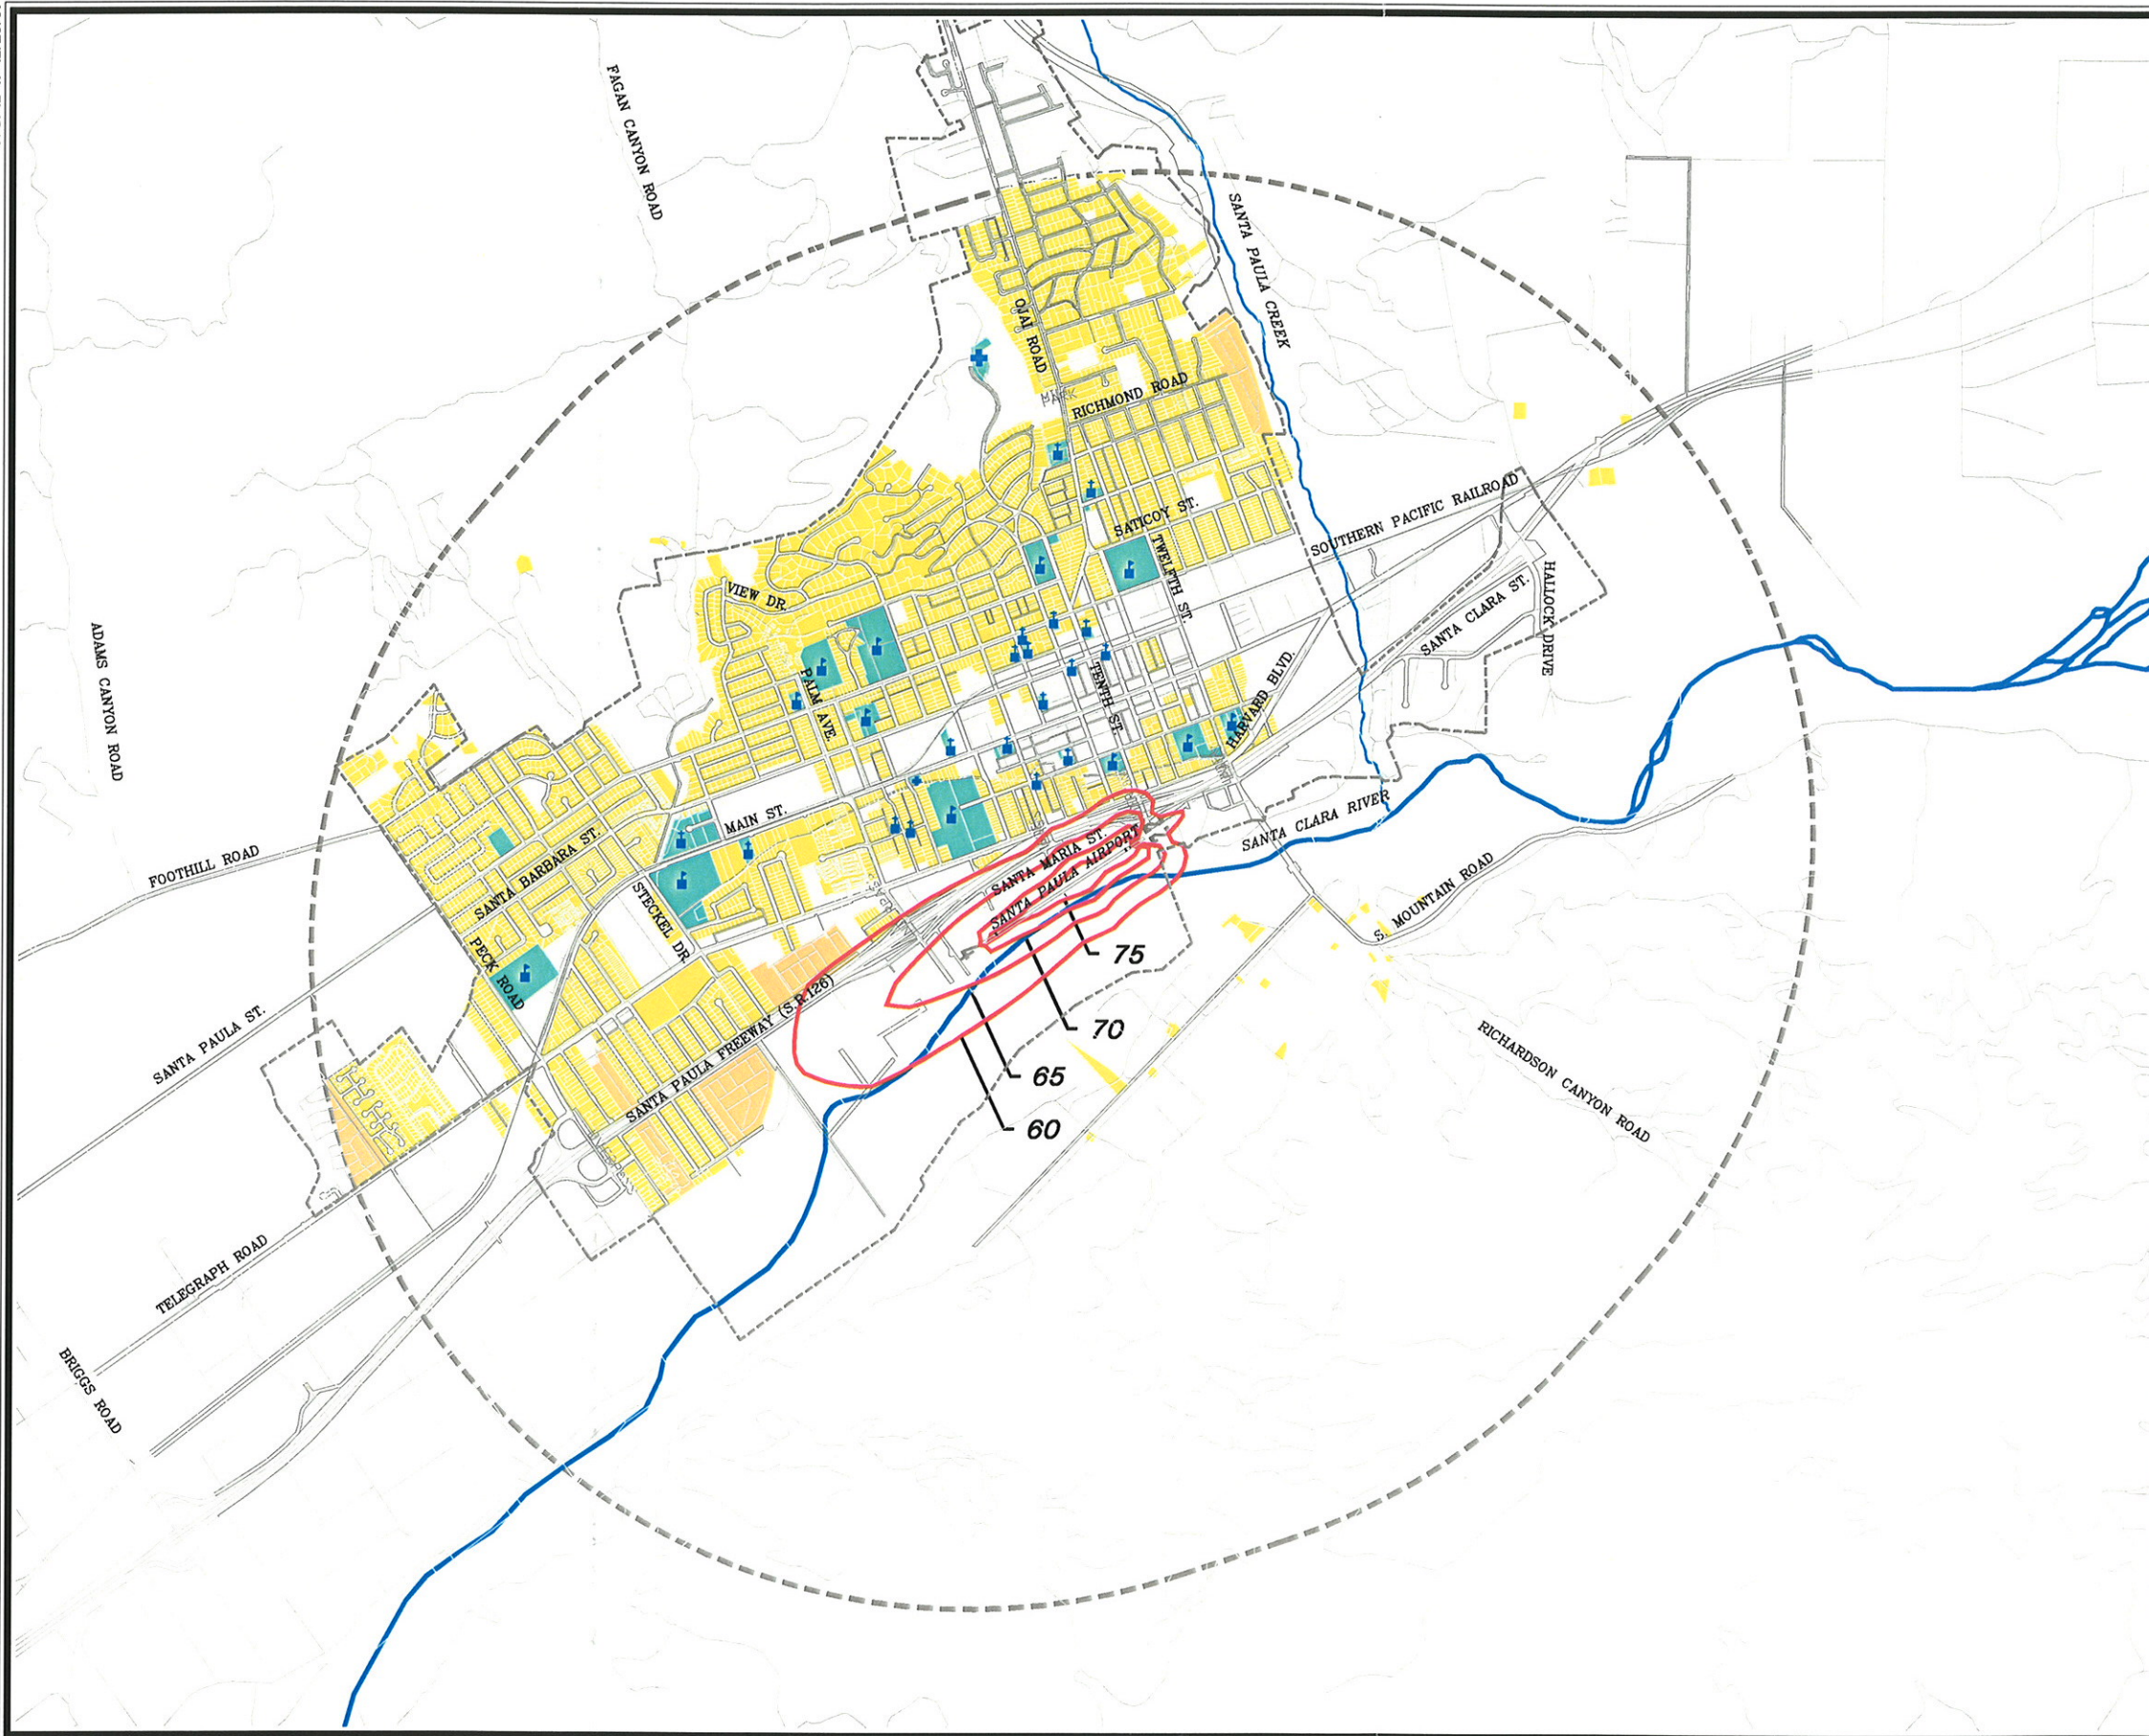 FAGAN CANYON ROAD
SANTA PAULA CREEK
OJAI ROAD
PARK
RICHMOND ROAD
SATICOY ST.
SOUTHERN PACIFIC RAILROAD
TWELFTH ST.
HALLOCK DRIVE
SANTA CLARA ST.
VIEW DR.
ADAMS CANYON ROAD
PALM AVE.
TENTH ST.
HARVARD BLVD.
MAIN ST.
SANTA CLARA RIVER
FOOTHILL ROAD
SANTA BARBARA ST.
SANTA MARIA ST.
SANTA PAULA AIRPORT
STECKEL DR.
S. MOUNTAIN ROAD
PECK ROAD
75
SANTA PAULA FREEWAY (S.R.126)
70
SANTA PAULA ST.
65
RICHARDSON CANYON ROAD
60
TELEGRAPH ROAD
BRIGGS ROAD